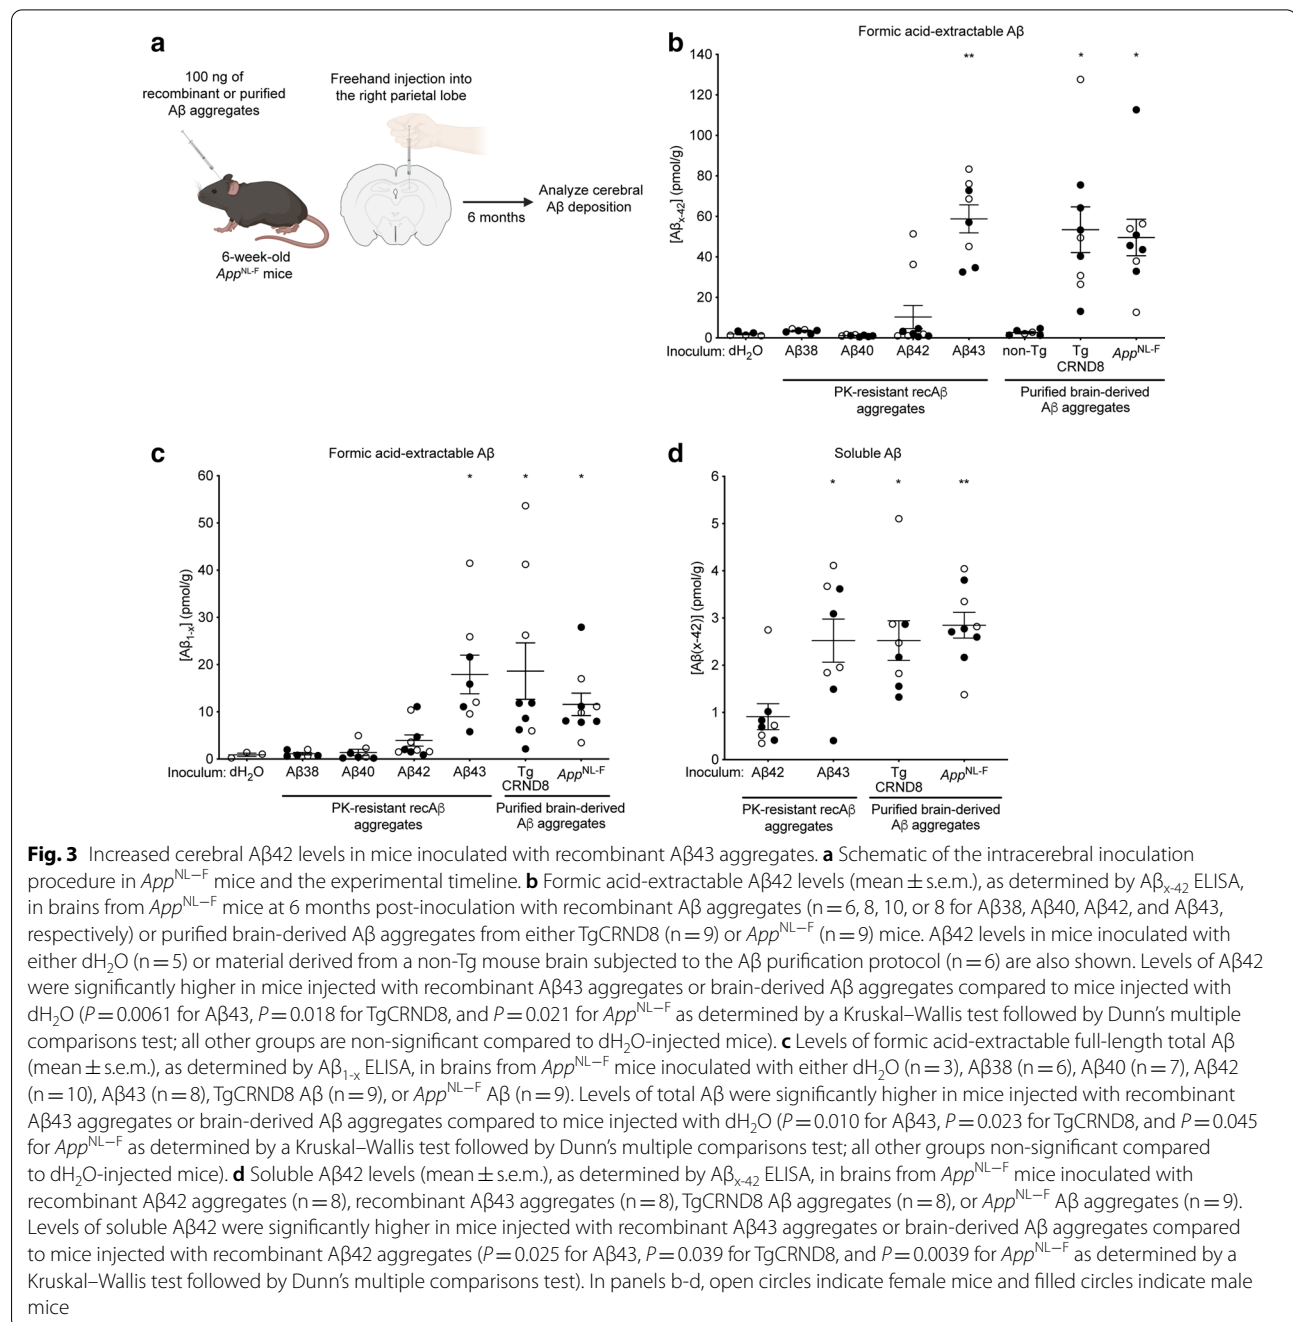 a
100 ng of
recombinant or purified
Aβ aggregates
Freehand injection into
the right parietal lobe
6 months
Analyze cerebral
Aβ deposition
6-week-old
App^NL-F mice
b
Formic acid-extractable Aβ
[Aβx-42] (pmol/g)
140
120
100
80
60
40
20
0
** * *
Inoculum: dH2O Aβ38 Aβ40 Aβ42 Aβ43 non-Tg Tg CRND8 App^NL-F
PK-resistant recAβ
aggregates
Purified brain-derived
Aβ aggregates
c
Formic acid-extractable Aβ
[Aβ1-x] (pmol/g)
60
50
40
30
20
10
0
* * *
Inoculum: dH2O Aβ38 Aβ40 Aβ42 Aβ43 Tg CRND8 App^NL-F
PK-resistant recAβ
aggregates
Purified brain-derived
Aβ aggregates
d
Soluble Aβ
[Aβ(x-42)] (pmol/g)
6
5
4
3
2
1
0
* * **
Inoculum: Aβ42 Aβ43 Tg CRND8 App^NL-F
PK-resistant recAβ
aggregates
Purified brain-derived
Aβ aggregates
Fig. 3 Increased cerebral Aβ42 levels in mice inoculated with recombinant Aβ43 aggregates. a Schematic of the intracerebral inoculation
procedure in App^NL−F mice and the experimental timeline. b Formic acid-extractable Aβ42 levels (mean ± s.e.m.), as determined by Aβx-42 ELISA,
in brains from App^NL−F mice at 6 months post-inoculation with recombinant Aβ aggregates (n = 6, 8, 10, or 8 for Aβ38, Aβ40, Aβ42, and Aβ43,
respectively) or purified brain-derived Aβ aggregates from either TgCRND8 (n = 9) or App^NL−F (n = 9) mice. Aβ42 levels in mice inoculated with
either dH2O (n = 5) or material derived from a non-Tg mouse brain subjected to the Aβ purification protocol (n = 6) are also shown. Levels of Aβ42
were significantly higher in mice injected with recombinant Aβ43 aggregates or brain-derived Aβ aggregates compared to mice injected with
dH2O (P = 0.0061 for Aβ43, P = 0.018 for TgCRND8, and P = 0.021 for App^NL−F as determined by a Kruskal–Wallis test followed by Dunn's multiple
comparisons test; all other groups are non-significant compared to dH2O-injected mice). c Levels of formic acid-extractable full-length total Aβ
(mean ± s.e.m.), as determined by Aβ1-x ELISA, in brains from App^NL−F mice inoculated with either dH2O (n = 3), Aβ38 (n = 6), Aβ40 (n = 7), Aβ42
(n = 10), Aβ43 (n = 8), TgCRND8 Aβ (n = 9), or App^NL−F Aβ (n = 9). Levels of total Aβ were significantly higher in mice injected with recombinant
Aβ43 aggregates or brain-derived Aβ aggregates compared to mice injected with dH2O (P = 0.010 for Aβ43, P = 0.023 for TgCRND8, and P = 0.045
for App^NL−F as determined by a Kruskal–Wallis test followed by Dunn's multiple comparisons test; all other groups non-significant compared
to dH2O-injected mice). d Soluble Aβ42 levels (mean ± s.e.m.), as determined by Aβx-42 ELISA, in brains from App^NL−F mice inoculated with
recombinant Aβ42 aggregates (n = 8), recombinant Aβ43 aggregates (n = 8), TgCRND8 Aβ aggregates (n = 8), or App^NL−F Aβ aggregates (n = 9).
Levels of soluble Aβ42 were significantly higher in mice injected with recombinant Aβ43 aggregates or brain-derived Aβ aggregates compared
to mice injected with recombinant Aβ42 aggregates (P = 0.025 for Aβ43, P = 0.039 for TgCRND8, and P = 0.0039 for App^NL−F as determined by a
Kruskal–Wallis test followed by Dunn's multiple comparisons test). In panels b-d, open circles indicate female mice and filled circles indicate male
mice